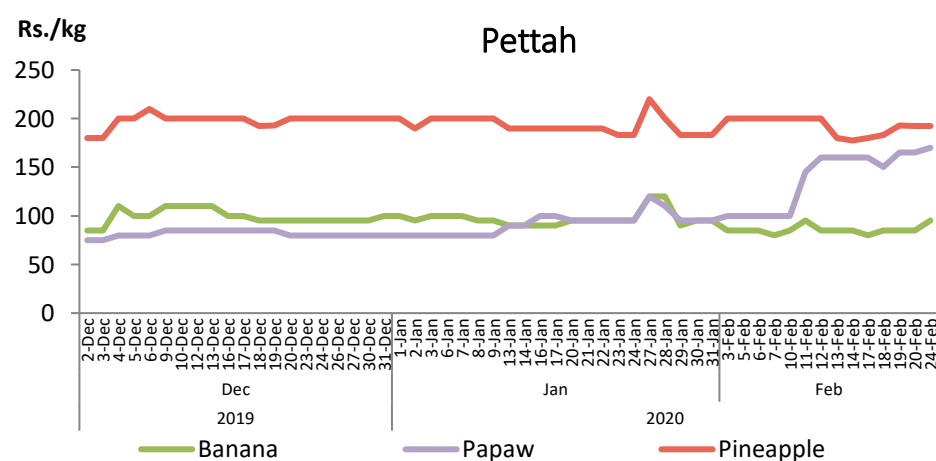 Rs./kg
Pettah
250
200
150
100
50
0
2-Dec
3-Dec
4-Dec
5-Dec
6-Dec
9-Dec
10-Dec
12-Dec
13-Dec
16-Dec
17-Dec
18-Dec
19-Dec
20-Dec
23-Dec
24-Dec
26-Dec
27-Dec
30-Dec
31-Dec
1-Jan
2-Jan
3-Jan
6-Jan
7-Jan
8-Jan
9-Jan
13-Jan
14-Jan
16-Jan
17-Jan
20-Jan
21-Jan
22-Jan
23-Jan
24-Jan
27-Jan
28-Jan
29-Jan
30-Jan
31-Jan
3-Feb
5-Feb
6-Feb
7-Feb
10-Feb
11-Feb
12-Feb
13-Feb
14-Feb
17-Feb
18-Feb
19-Feb
20-Feb
24-Feb
Dec Jan Feb
2019 2020
Banana Papaw Pineapple